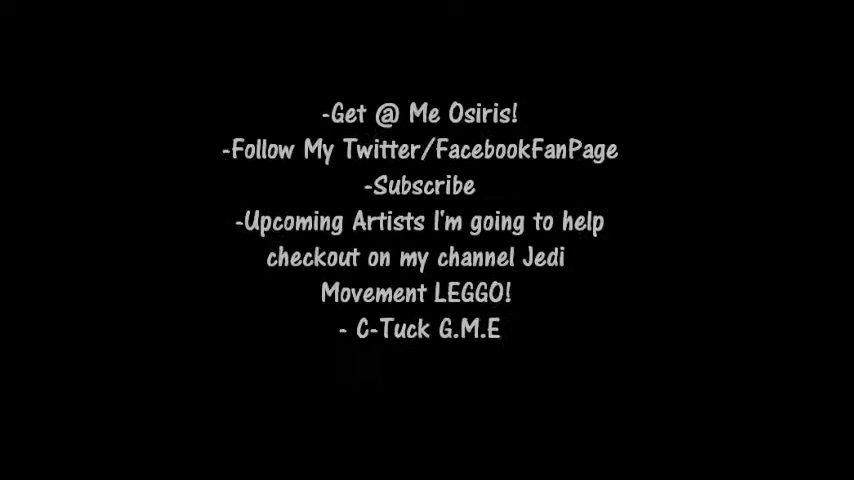 -Get @ Me Osiris!
-Follow My Twitter/FacebookFanPage
-Subscribe
-Upcoming Artists I'm going to help
checkout on my channel Jedi
Movement LEGGO!
- C-Tuck G.M.E